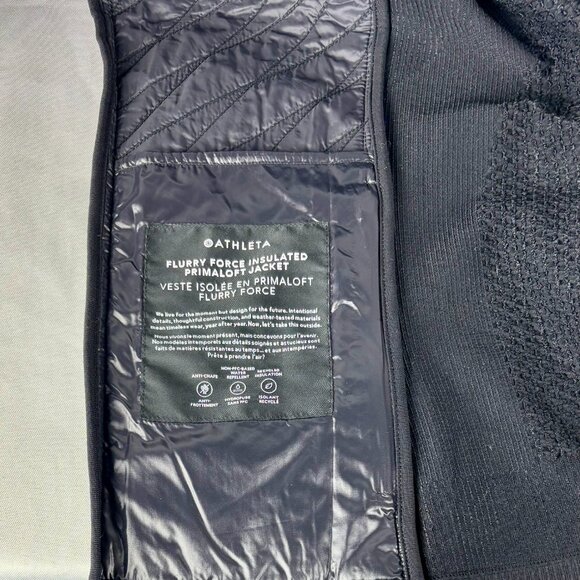 ATHLETA
FLURRY FORCE INSULATED
PRIMALOFT JACKET
VESTE ISOLÉE EN PRIMALOFT
FLURRY FORCE
We live for the moment but design for the future. Intentional
details, thoughtful construction, and weather-tested materials
mean timeless wear, year after year. Now, let's take this outside.
Nous vivons le moment présent, mais concevons pour l'avenir.
Nos modèles intemporels aux détails soignés et astucieux sont
faits de matières résistantes au temps... et aux intempéries.
Prête à prendre l'air?
ANTI-CHAFE
NON-PFC-BASED
WATER
REPELLENT
RECYCLED
INSULATION
ANTI-
FROTTEMENT
HYDROFUGE
SANS PFC
ISOLANT
RECYCLÉ